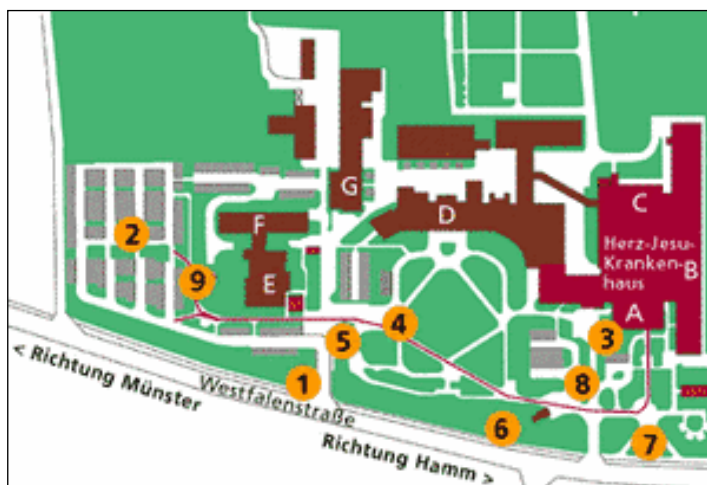 G
C
F
D
Herz-Jesu-
Kranken-
haus
B
2
E
9
A
4
3
5
< Richtung Münster
1
8
Westfalenstraße
6
7
Richtung Hamm >